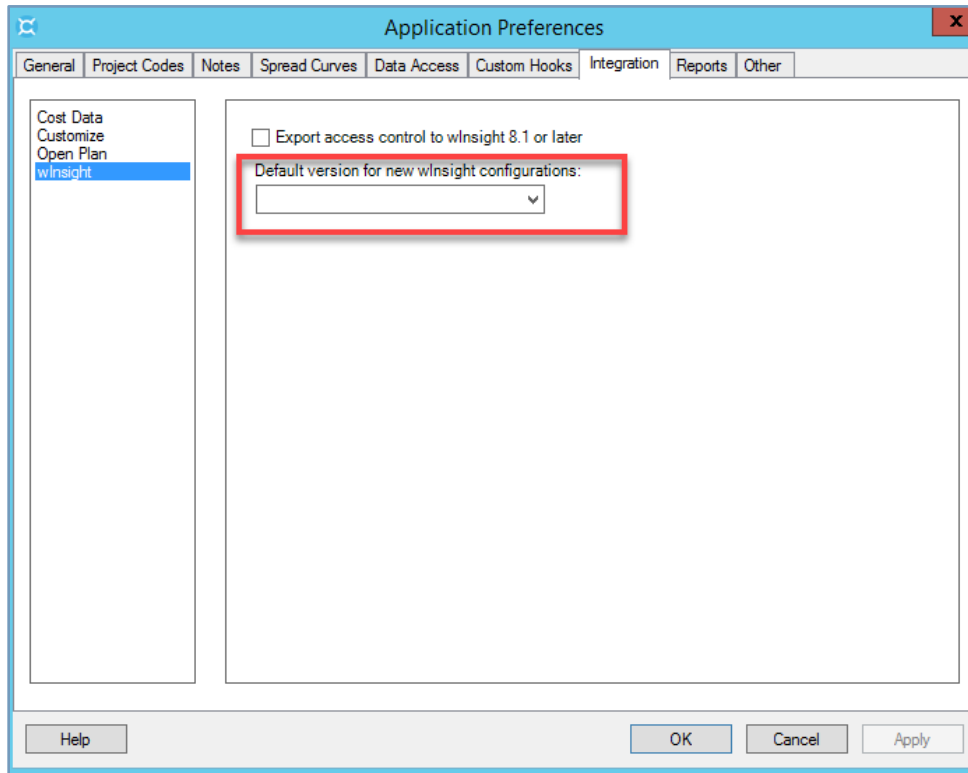 Application Preferences
x
General Project Codes Notes Spread Curves Data Access Custom Hooks Integration Reports Other
Cost Data
Customize
Open Plan
wInsight
Export access control to wInsight 8.1 or later
Default version for new wInsight configurations:
Help OK Cancel Apply